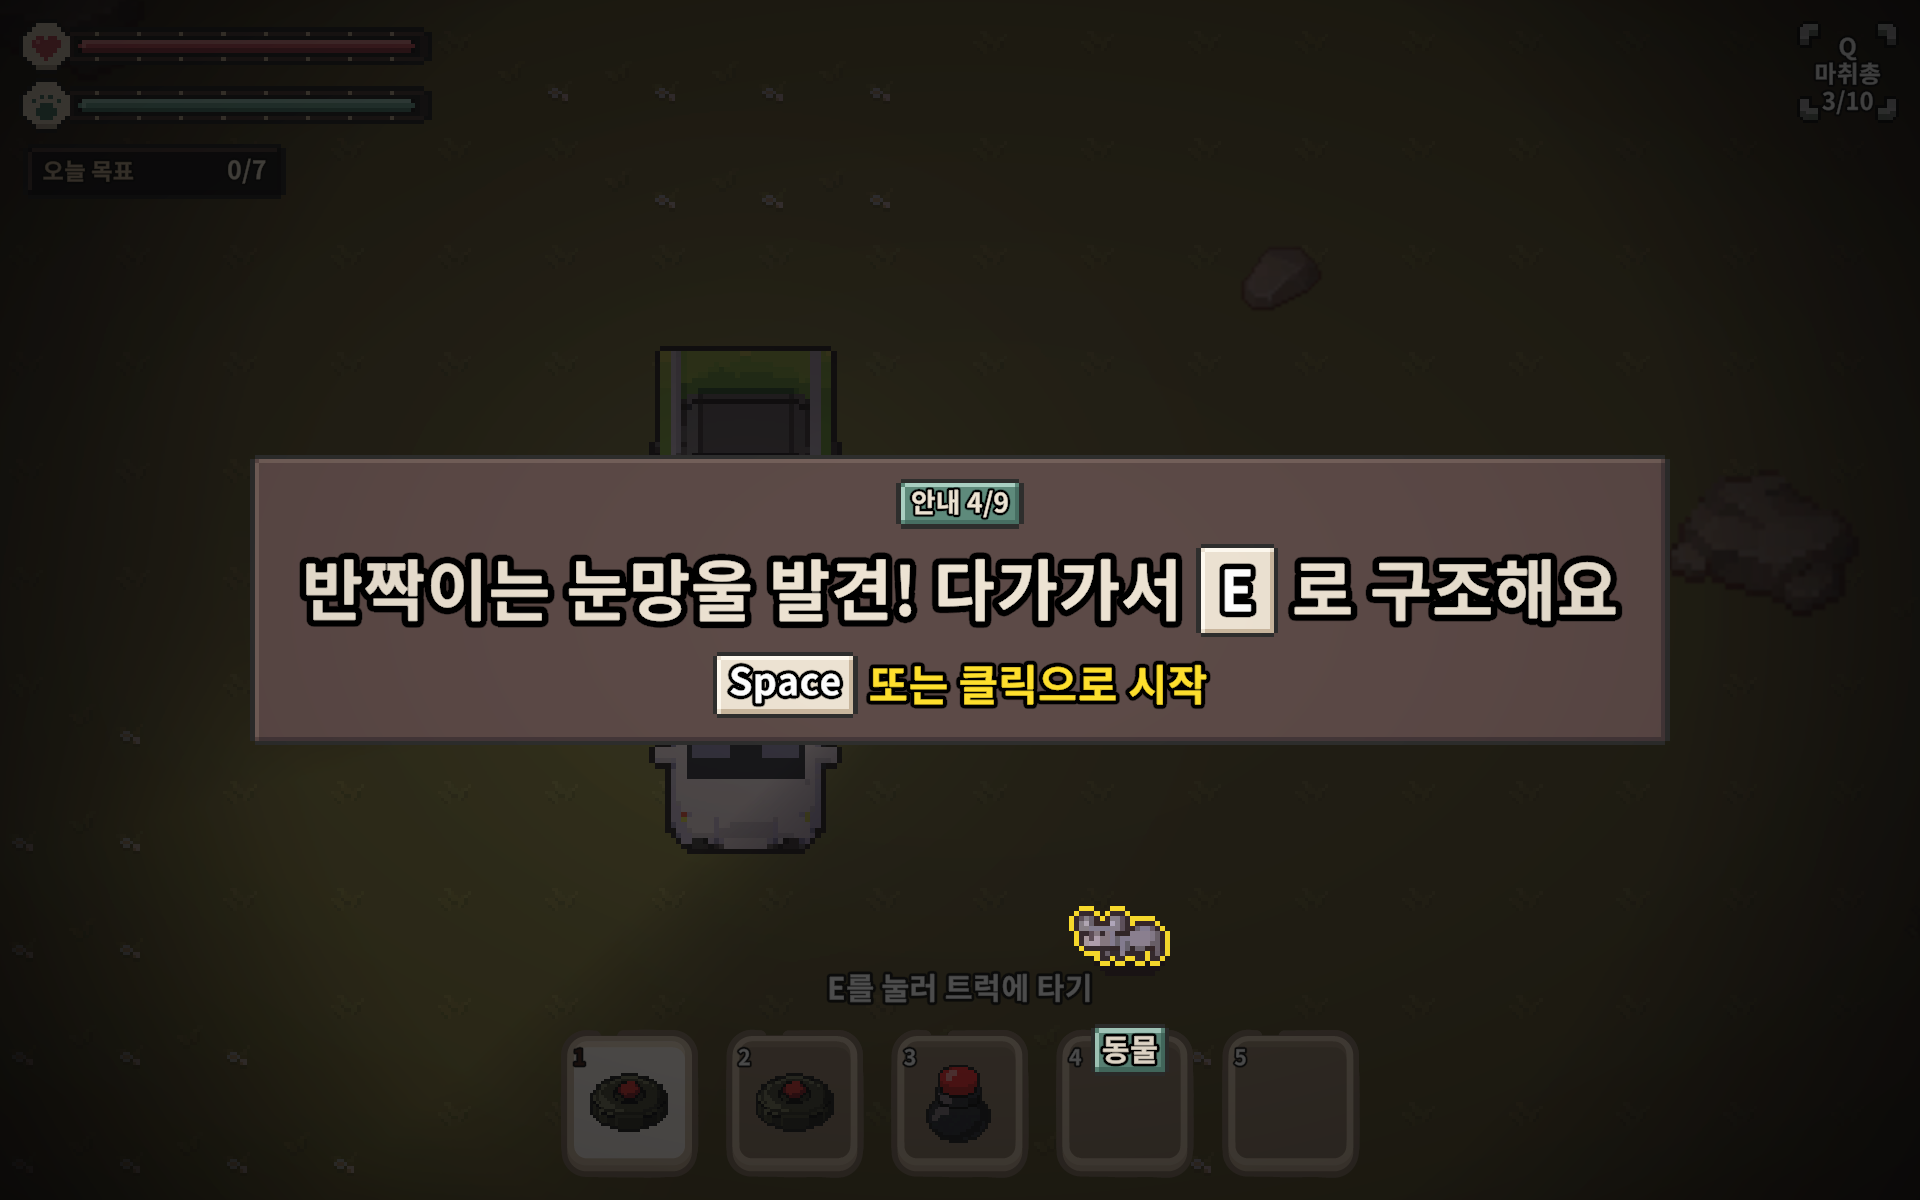 Q
마취총
3/10
오늘 목표 0/7
안내 4/9
반짝이는 눈망울 발견! 다가가서 E 로 구조해요
Space 또는 클릭으로 시작
E를 눌러 트럭에 타기
동물
1 2 3 4 5